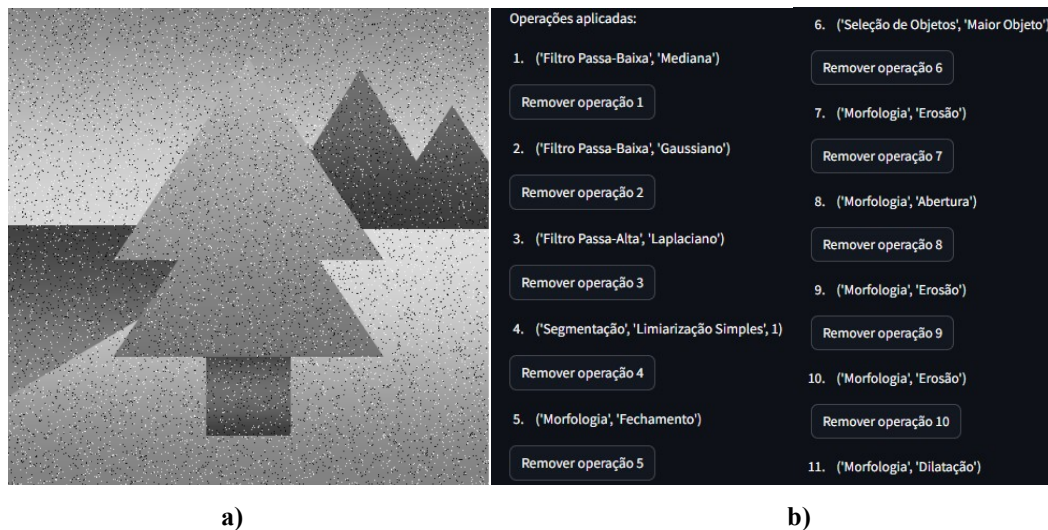 Operações aplicadas:
1. ('Filtro Passa-Baixa', 'Mediana')
Remover operação 1
2. ('Filtro Passa-Baixa', 'Gaussiano')
Remover operação 2
3. ('Filtro Passa-Alta', 'Laplaciano')
Remover operação 3
4. ('Segmentação', 'Limiarização Simples', 1)
Remover operação 4
5. ('Morfologia', 'Fechamento')
Remover operação 5
6. ('Seleção de Objetos', 'Maior Objeto')
Remover operação 6
7. ('Morfologia', 'Erosão')
Remover operação 7
8. ('Morfologia', 'Abertura')
Remover operação 8
9. ('Morfologia', 'Erosão')
Remover operação 9
10. ('Morfologia', 'Erosão')
Remover operação 10
11. ('Morfologia', 'Dilatação')
a)
b)